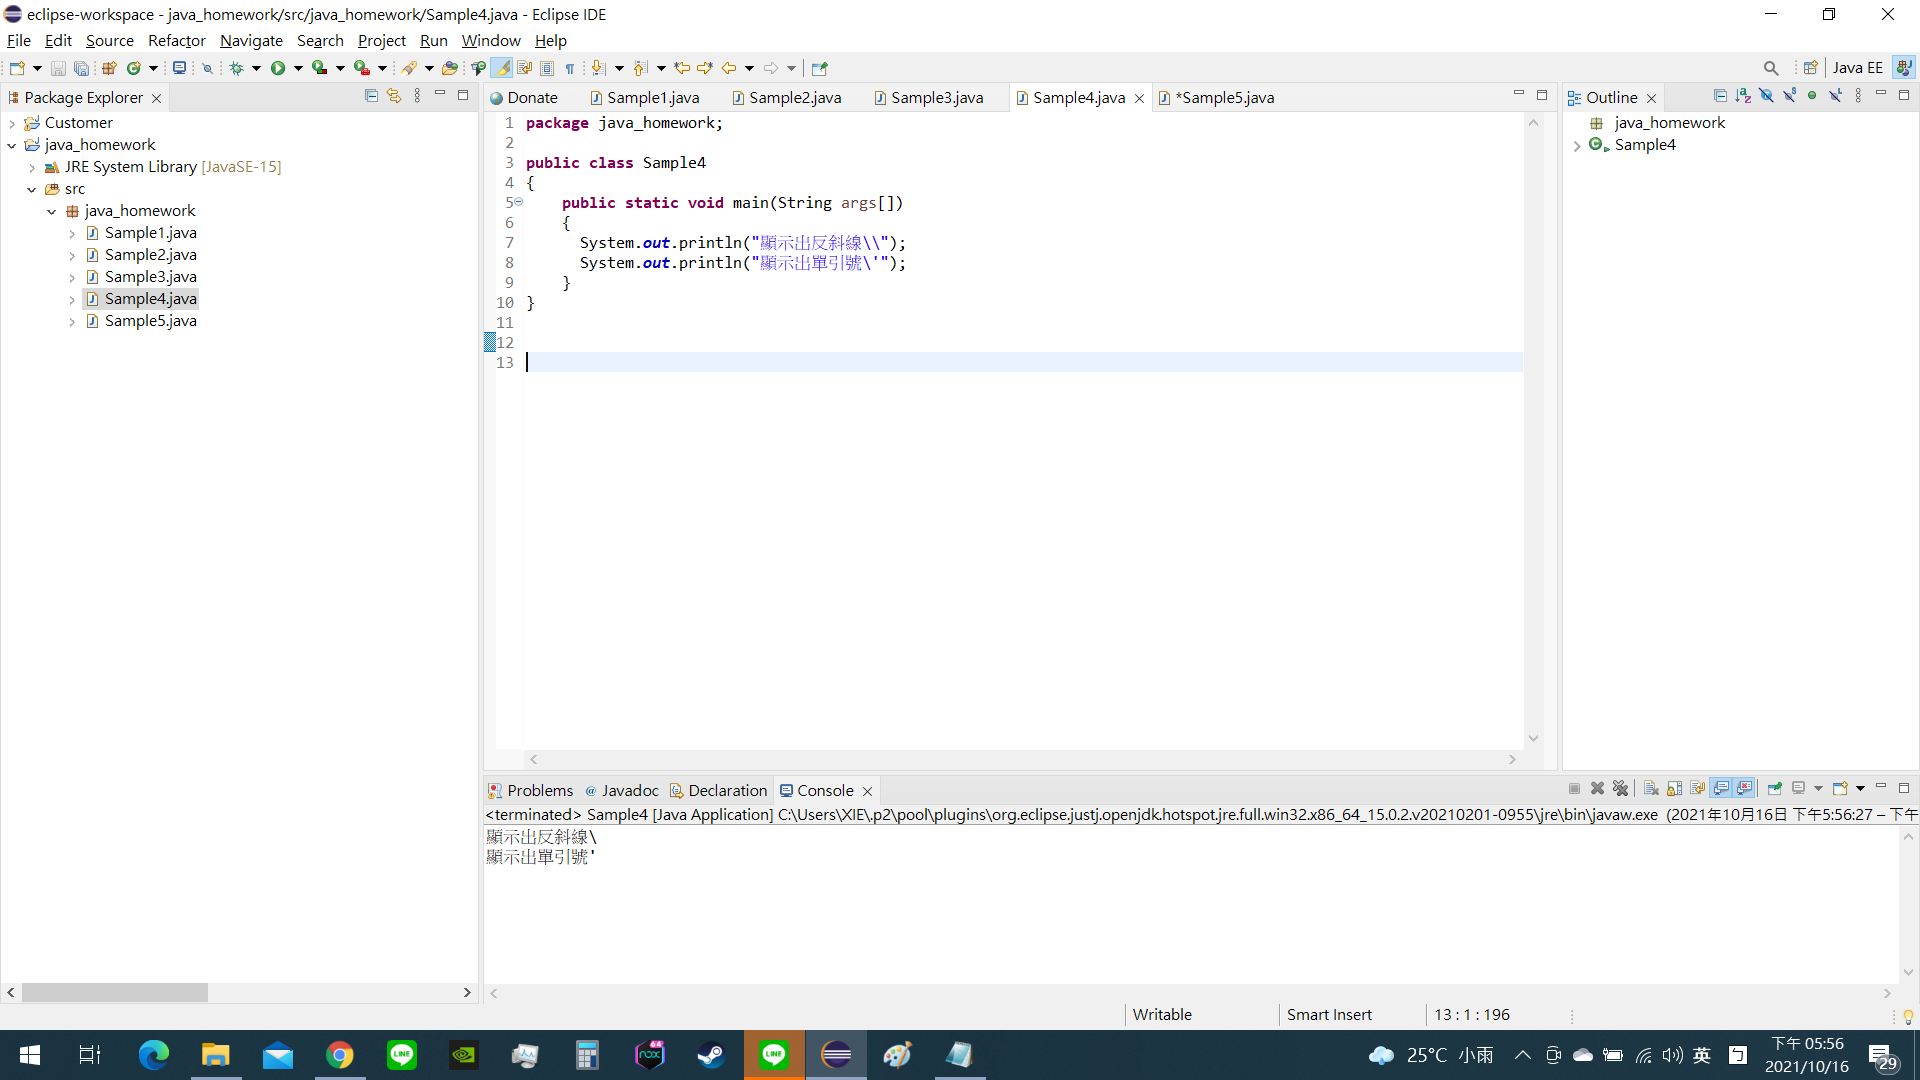 eclipse-workspace - java_homework/src/java_homework/Sample4.java - Eclipse IDE
File Edit Source Refactor Navigate Search Project Run Window Help
Java EE
Package Explorer
Customer
java_homework
JRE System Library [JavaSE-15]
src
java_homework
Sample1.java
Sample2.java
Sample3.java
Sample4.java
Sample5.java
Donate Sample1.java Sample2.java Sample3.java Sample4.java *Sample5.java
1 package java_homework;
2
3 public class Sample4
4 {
5 public static void main(String args[])
6 {
7 System.out.println("顯示出反斜線\\");
8 System.out.println("顯示出單引號\'");
9 }
10 }
11
12
13
Outline
java_homework
Sample4
Problems @ Javadoc Declaration Console
<terminated> Sample4 [Java Application] C:\Users\XIE\.p2\pool\plugins\org.eclipse.justj.openjdk.hotspot.jre.full.win32.x86_64_15.0.2.v20210201-0955\jre\bin\javaw.exe (2021年10月16日 下午5:56:27 – 下午
顯示出反斜線\
顯示出單引號'
Writable Smart Insert 13 : 1 : 196
25°C 小雨 英 下午 05:56
2021/10/16 29